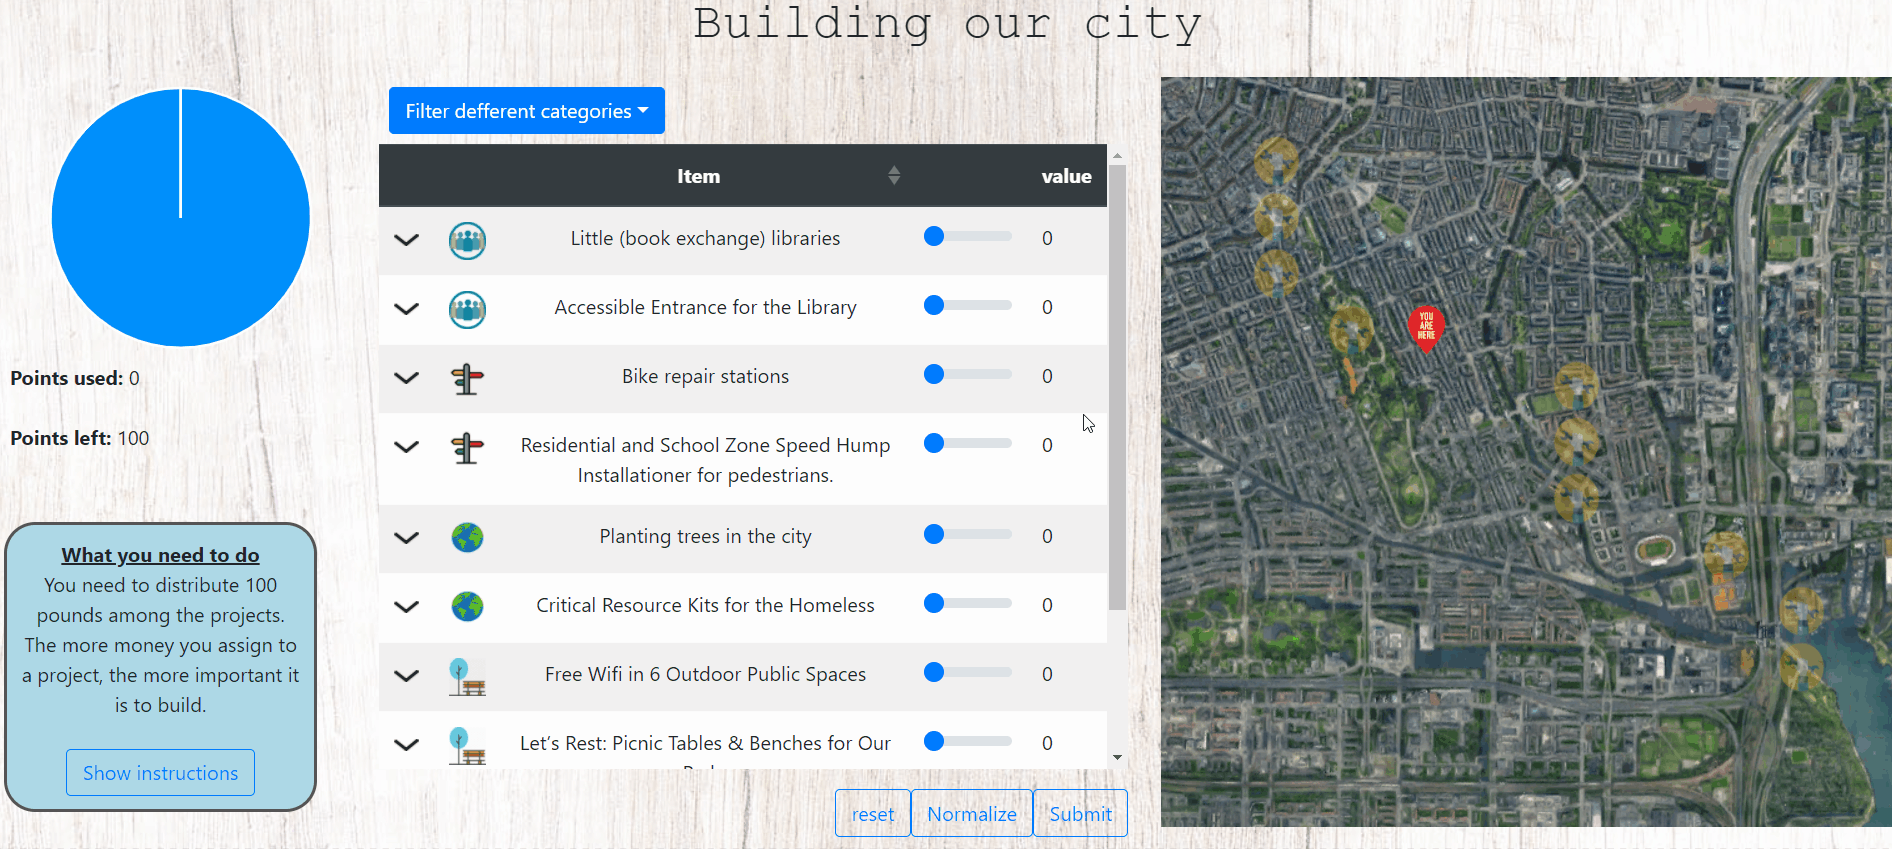 Building our city
Filter defferent categories
Item
value
Little (book exchange) libraries
0
Accessible Entrance for the Library
0
Bike repair stations
0
Residential and School Zone Speed Hump
Installationer for pedestrians.
0
Planting trees in the city
0
Critical Resource Kits for the Homeless
0
Free Wifi in 6 Outdoor Public Spaces
0
Let’s Rest: Picnic Tables & Benches for Our
0
reset
Normalize
Submit
Points used: 0
Points left: 100
What you need to do
You need to distribute 100
pounds among the projects.
The more money you assign to
a project, the more important it
is to build.
Show instructions
YOU
ARE
HERE